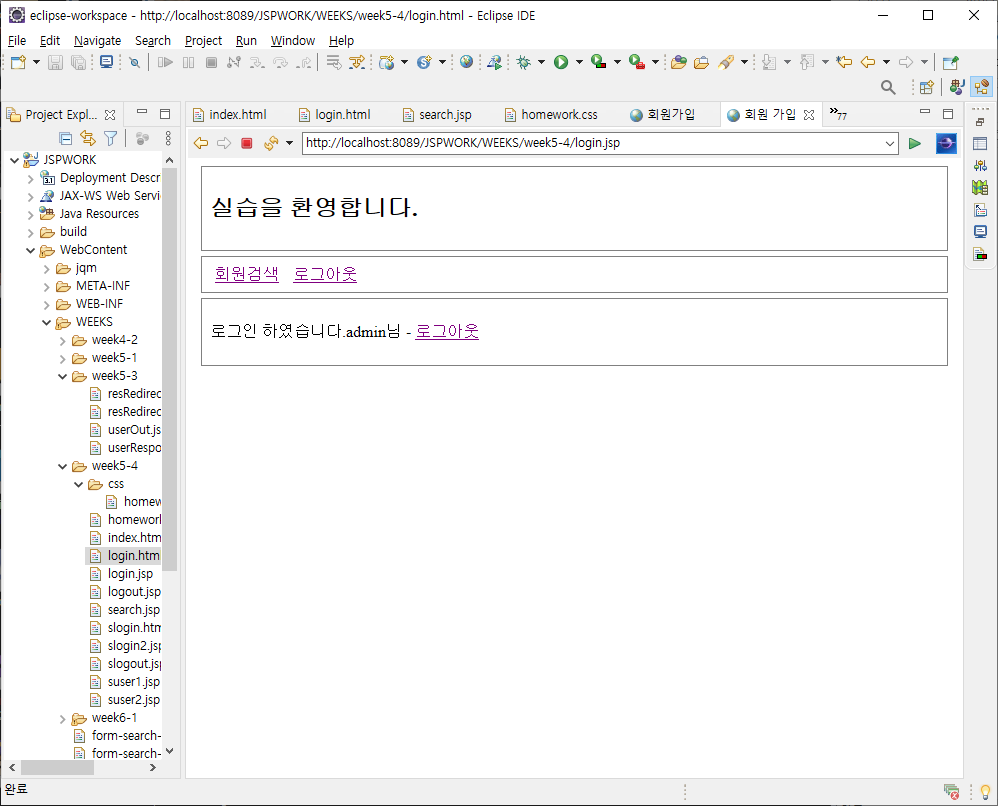 eclipse-workspace - http://localhost:8089/JSPWORK/WEEKS/week5-4/login.html - Eclipse IDE
File Edit Navigate Search Project Run Window Help
Project Expl...
index.html login.html search.jsp homework.css 회원가입 회원 가입 »77
http://localhost:8089/JSPWORK/WEEKS/week5-4/login.jsp
JSPWORK
Deployment Descr
JAX-WS Web Servi
Java Resources
build
WebContent
jqm
META-INF
WEB-INF
WEEKS
week4-2
week5-1
week5-3
resRedirec
resRedirec
userOut.js
userRespo
week5-4
css
homew
homework
index.htm
login.htm
login.jsp
logout.jsp
search.jsp
slogin.htm
slogin2.jsp
slogout.jsp
suser1.jsp
suser2.jsp
week6-1
form-search-
form-search-
실습을 환영합니다.
회원검색 로그아웃
로그인 하였습니다.admin님 - 로그아웃
완료